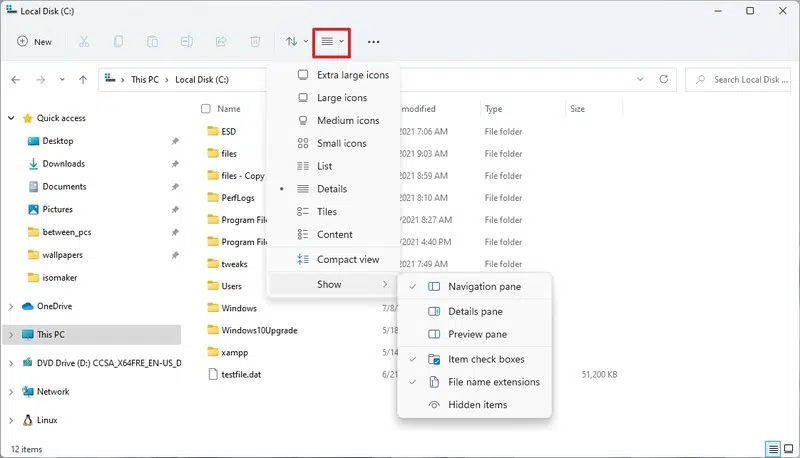 Local Disk (C:)
New
This PC > Local Disk (C:)
Search Local Disk ...
Quick access
Desktop
Downloads
Documents
Pictures
between_pcs
wallpapers
isomaker
OneDrive
This PC
DVD Drive (D:) CCSA_X64FRE_EN-US_D
Network
Linux
Name modified Type Size
ESD 2021 7:06 AM File folder
files 2021 9:03 AM File folder
files - Copy 2021 8:59 AM File folder
PerfLogs 2021 8:10 AM File folder
Program File /2021 8:27 AM File folder
Program File /2021 4:40 PM File folder
tweaks 2021 7:49 AM File folder
Users
Windows 7/8/
Windows10Upgrade 5/18
xampp 5/14
testfile.dat 6/21 51,200 KB
Extra large icons
Large icons
Medium icons
Small icons
List
Details
Tiles
Content
Compact view
Show
Navigation pane
Details pane
Preview pane
Item check boxes
File name extensions
Hidden items
12 items